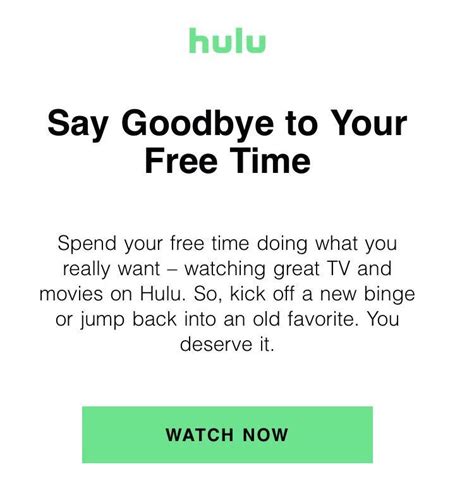 hulu
Say Goodbye to Your
Free Time
Spend your free time doing what you
really want – watching great TV and
movies on Hulu. So, kick off a new binge
or jump back into an old favorite. You
deserve it.
WATCH NOW